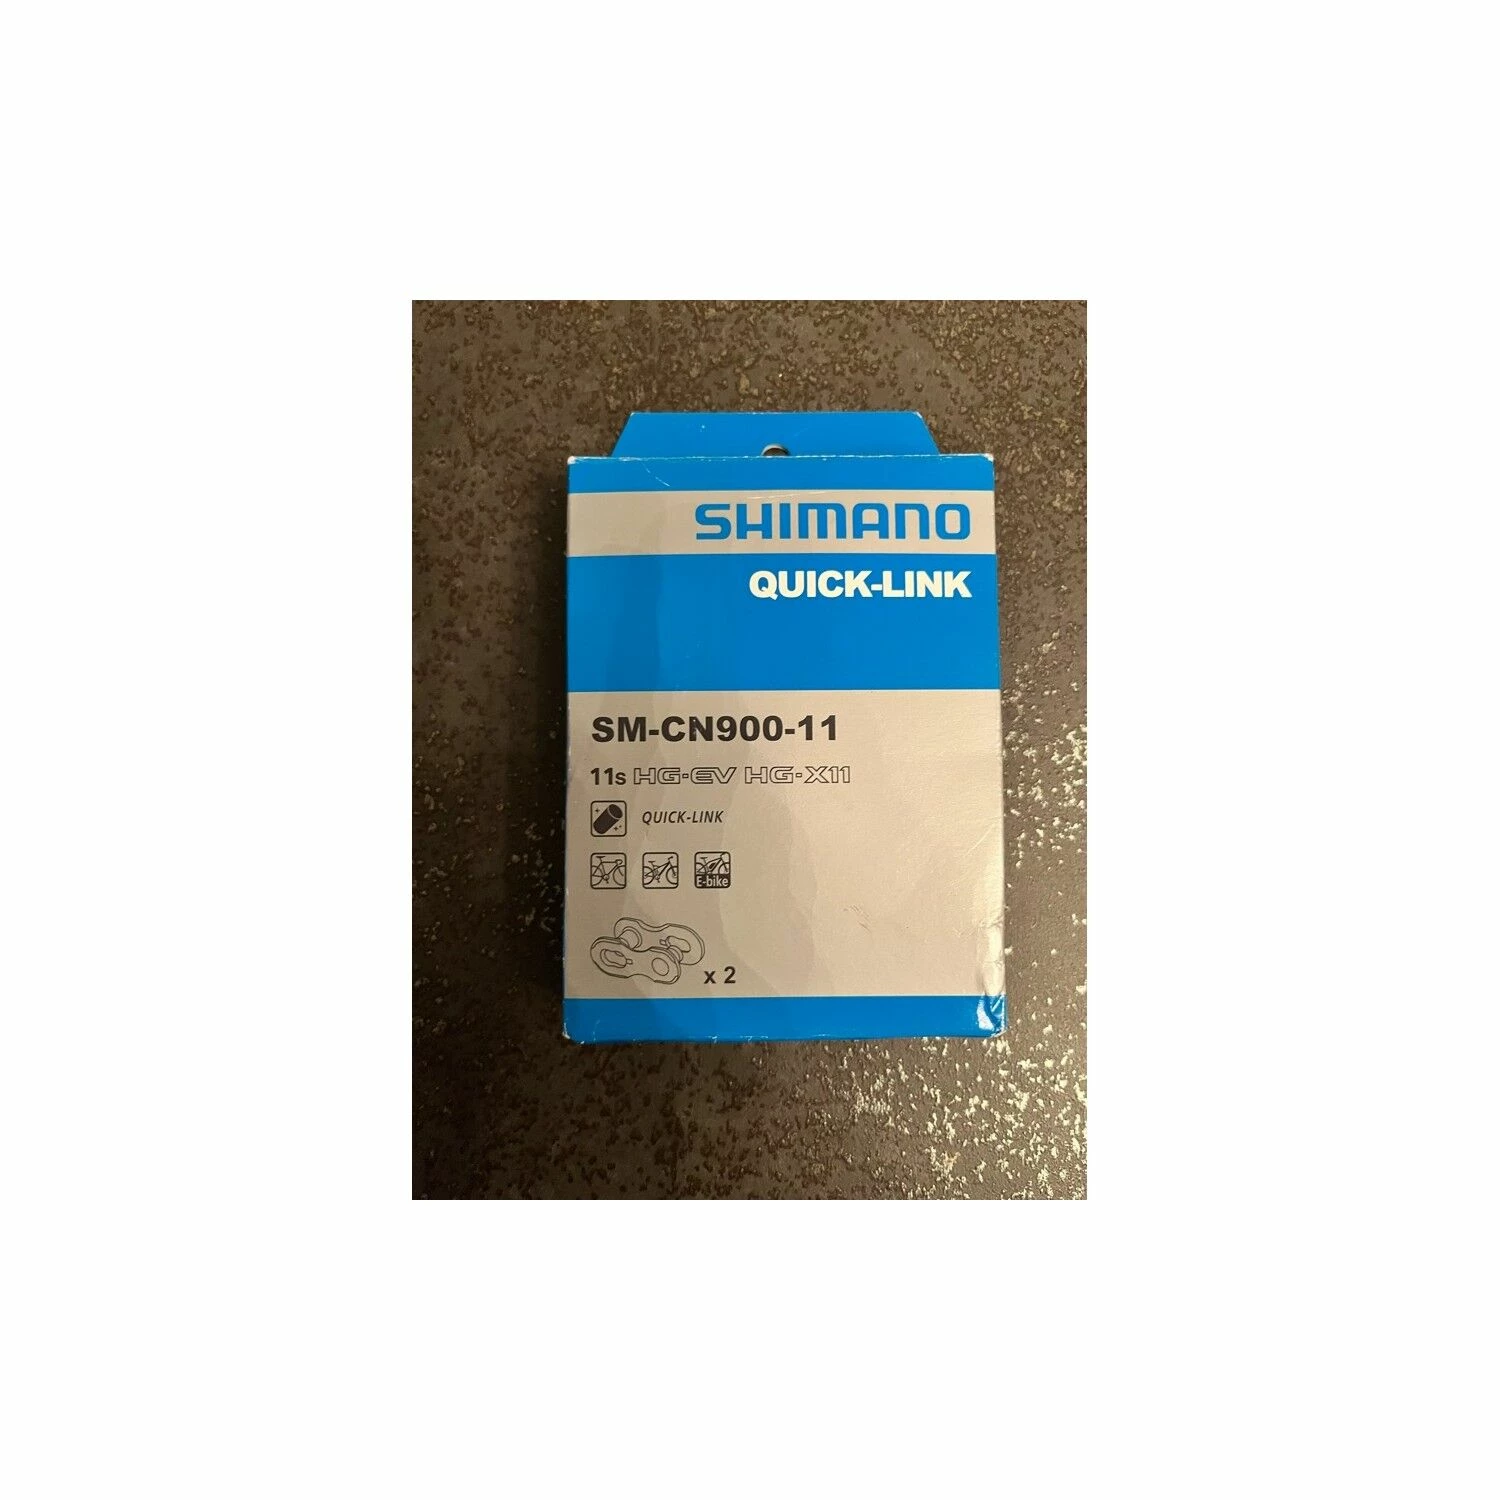 SHIMANO
QUICK-LINK
SM-CN900-11
11s HG-EV HG-X11
QUICK-LINK
E-bike
x 2